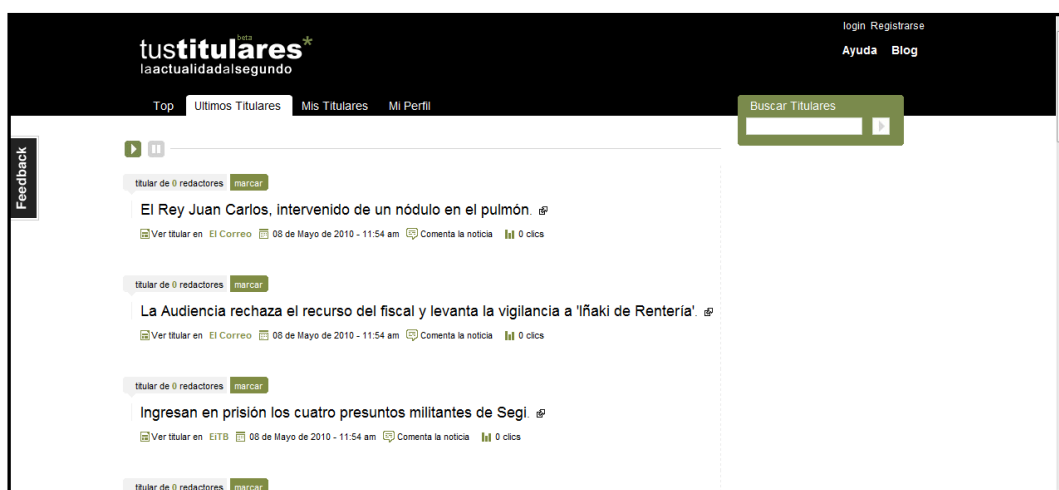 login Registrarse
beta
tustitulares*
laactualidadalsegundo
Ayuda Blog
Top Ultimos Titulares Mis Titulares Mi Perfil
Buscar Titulares
Feedback
titular de 0 redactores marcar
El Rey Juan Carlos, intervenido de un nódulo en el pulmón.
Ver titular en El Correo 08 de Mayo de 2010 - 11:54 am Comenta la noticia 0 clics
titular de 0 redactores marcar
La Audiencia rechaza el recurso del fiscal y levanta la vigilancia a 'Iñaki de Rentería'.
Ver titular en El Correo 08 de Mayo de 2010 - 11:54 am Comenta la noticia 0 clics
titular de 0 redactores marcar
Ingresan en prisión los cuatro presuntos militantes de Segi.
Ver titular en EiTB 08 de Mayo de 2010 - 11:54 am Comenta la noticia 0 clics
titular de 0 redactores marcar